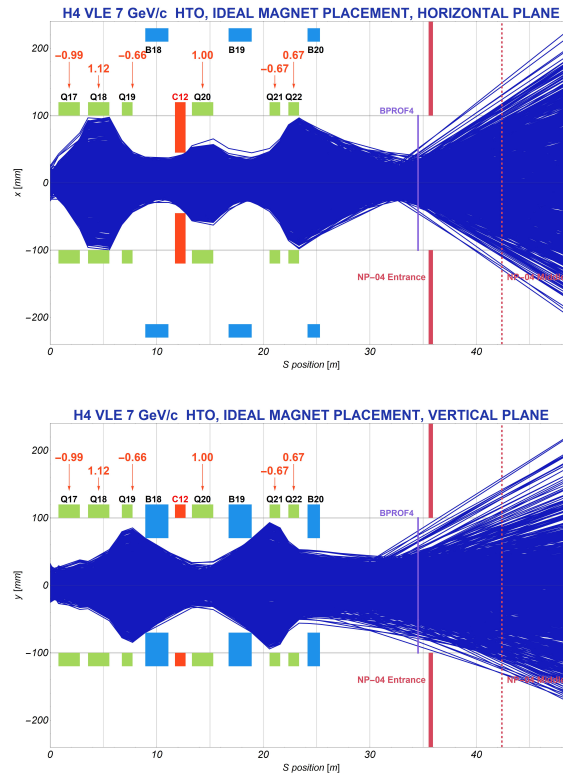 H4 VLE 7 GeV/c HTO, IDEAL MAGNET PLACEMENT, HORIZONTAL PLANE
200
100
0
−100
−200
x [mm]
B18 B19 B20
−0.99 −0.66 1.00 0.67
1.12 −0.67
Q17 Q18 Q19 C12 Q20 Q21 Q22
BPROF4
NP−04 Entrance
0 10 20 30 40
S position [m]
H4 VLE 7 GeV/c HTO, IDEAL MAGNET PLACEMENT, VERTICAL PLANE
200
100
0
−100
−200
y [mm]
−0.99 −0.66 1.00 0.67
1.12 −0.67
Q17 Q18 Q19 B18 C12 Q20 B19 Q21 Q22 B20
BPROF4
NP−04 Entrance
0 10 20 30 40
S position [m]